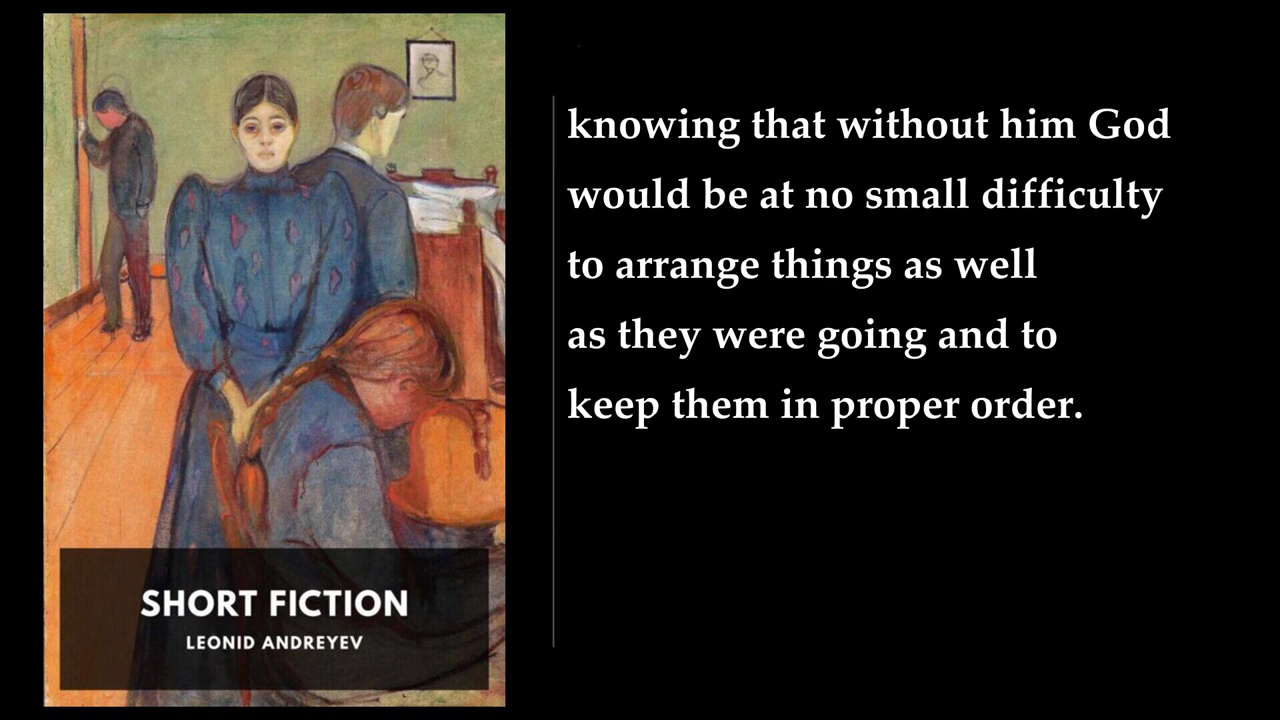 SHORT FICTION
LEONID ANDREYEV
knowing that without him God
would be at no small difficulty
to arrange things as well
as they were going and to
keep them in proper order.